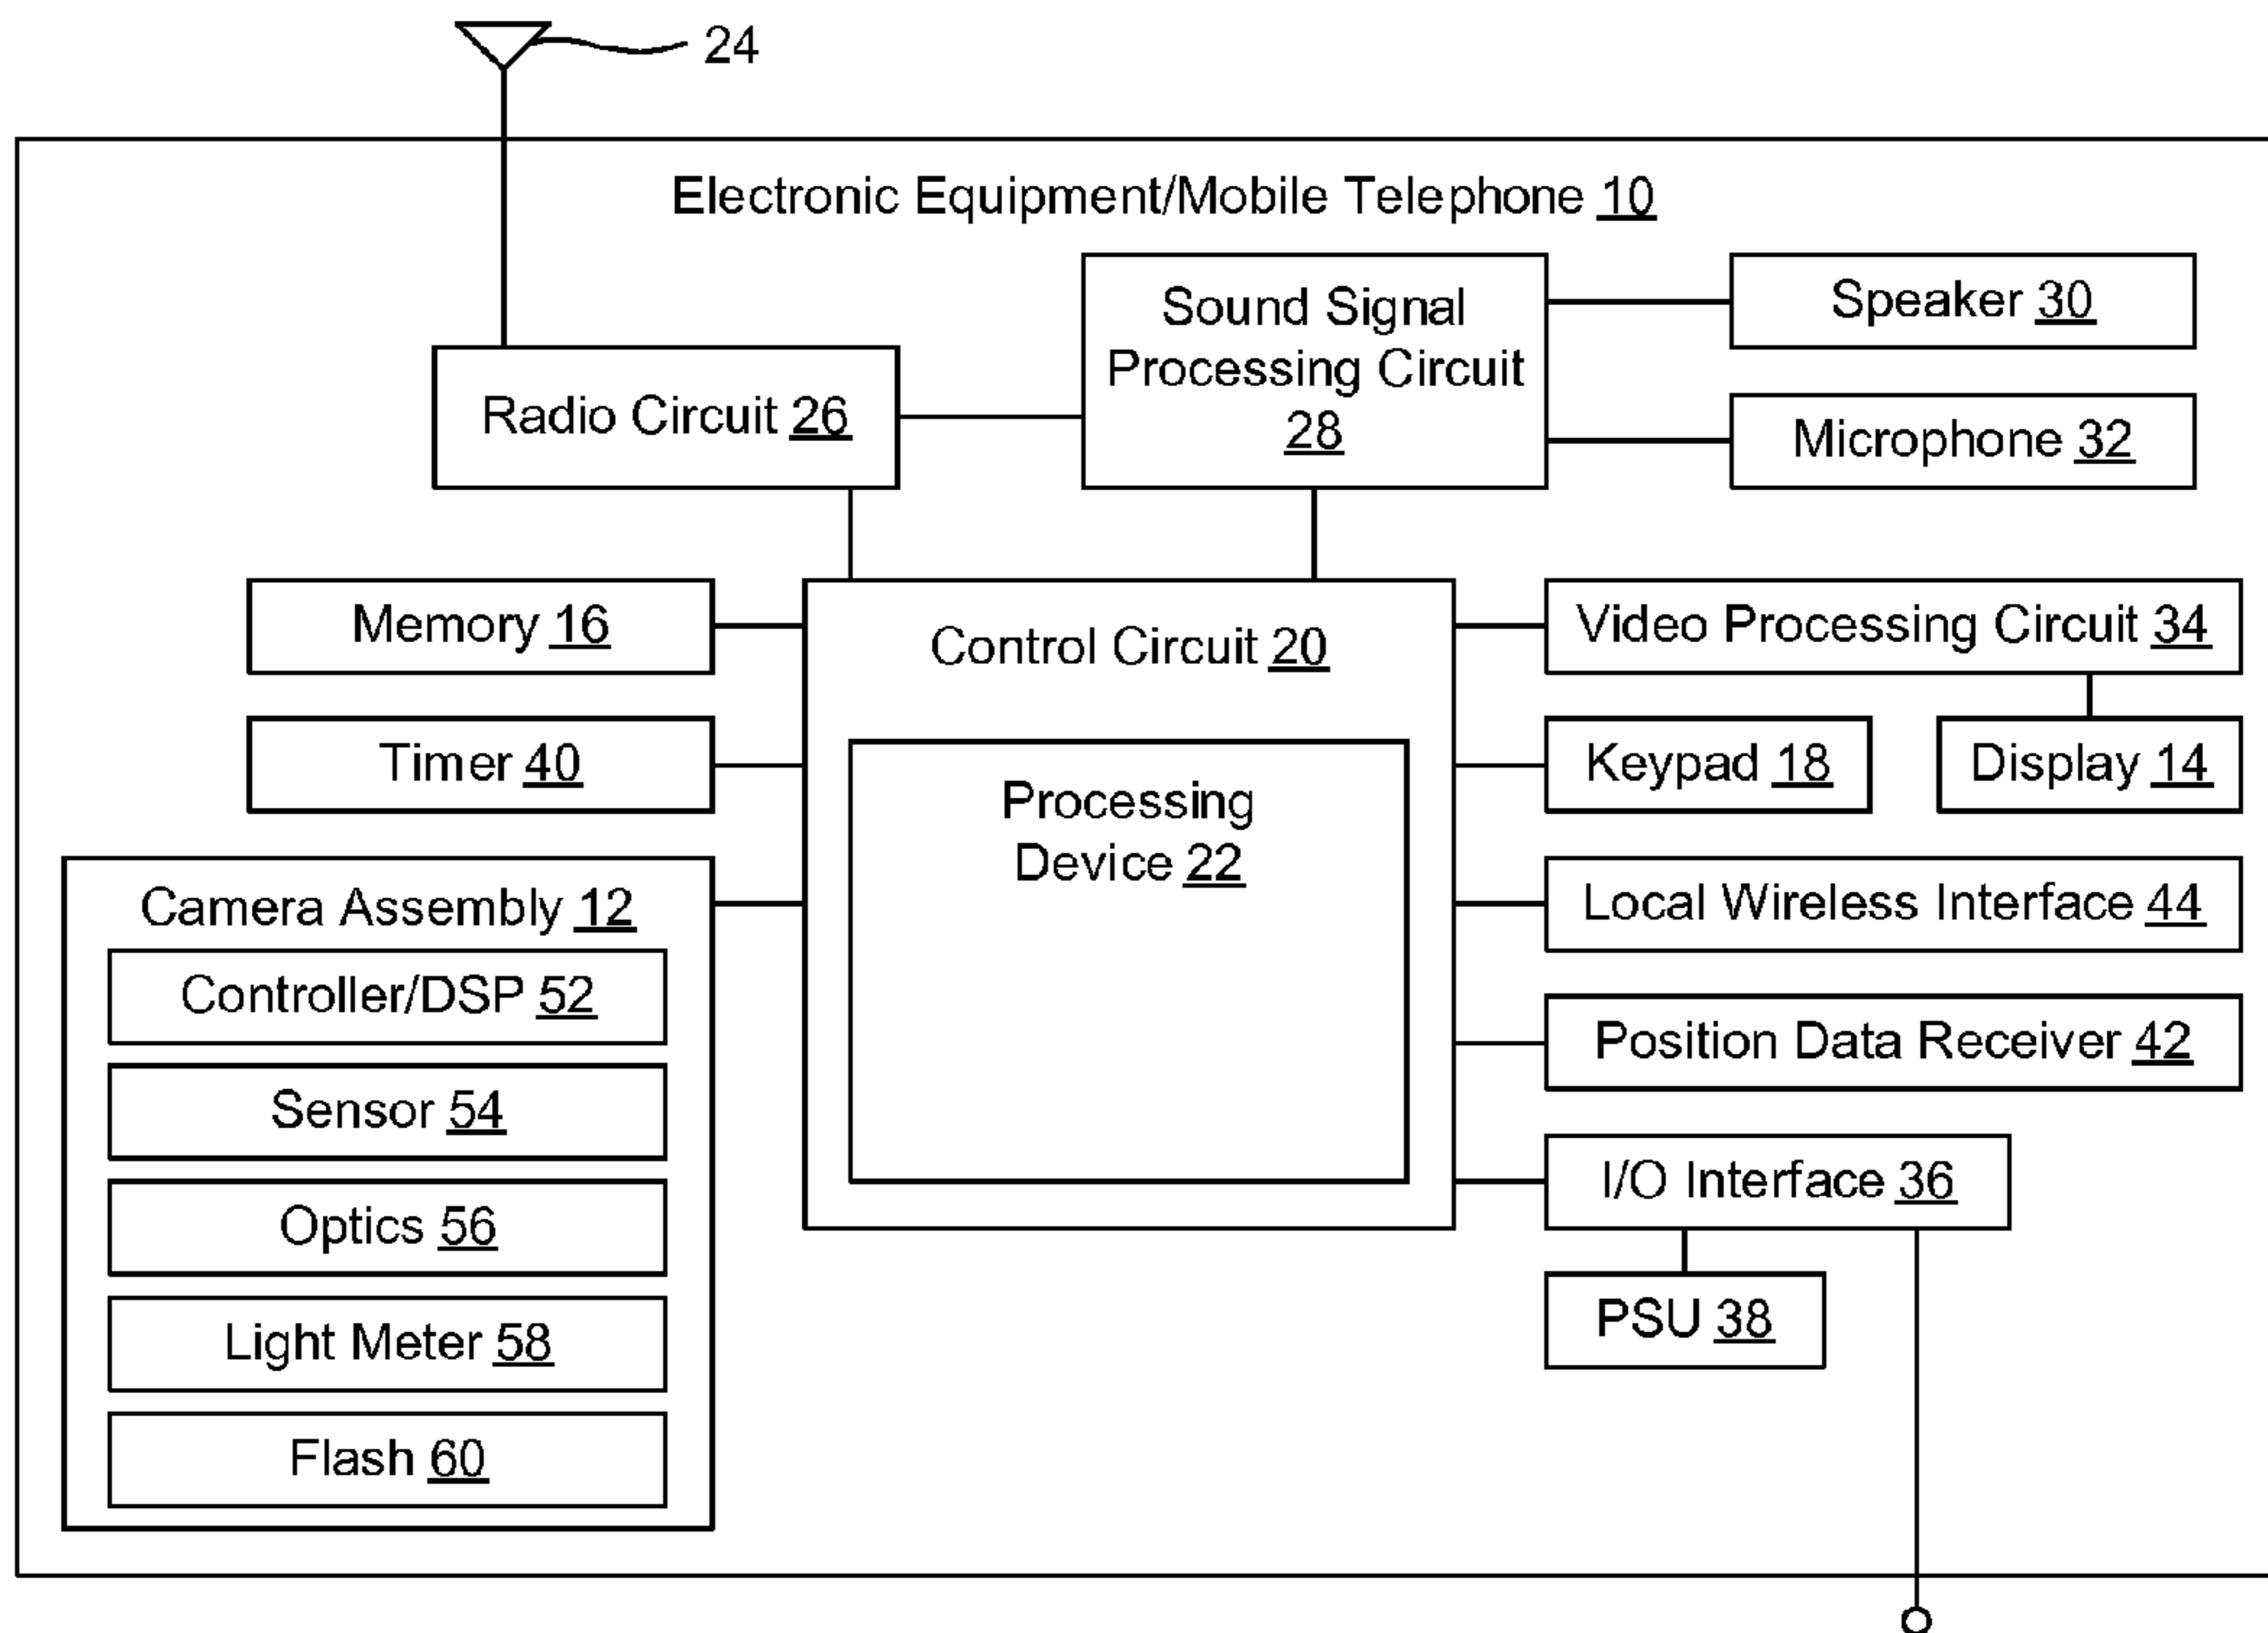 24
Electronic Equipment/Mobile Telephone 10
Sound Signal
Processing Circuit
28
Speaker 30
Radio Circuit 26
Microphone 32
Memory 16
Control Circuit 20
Video Processing Circuit 34
Timer 40
Processing
Device 22
Keypad 18
Display 14
Camera Assembly 12
Local Wireless Interface 44
Controller/DSP 52
Position Data Receiver 42
Sensor 54
I/O Interface 36
Optics 56
PSU 38
Light Meter 58
Flash 60